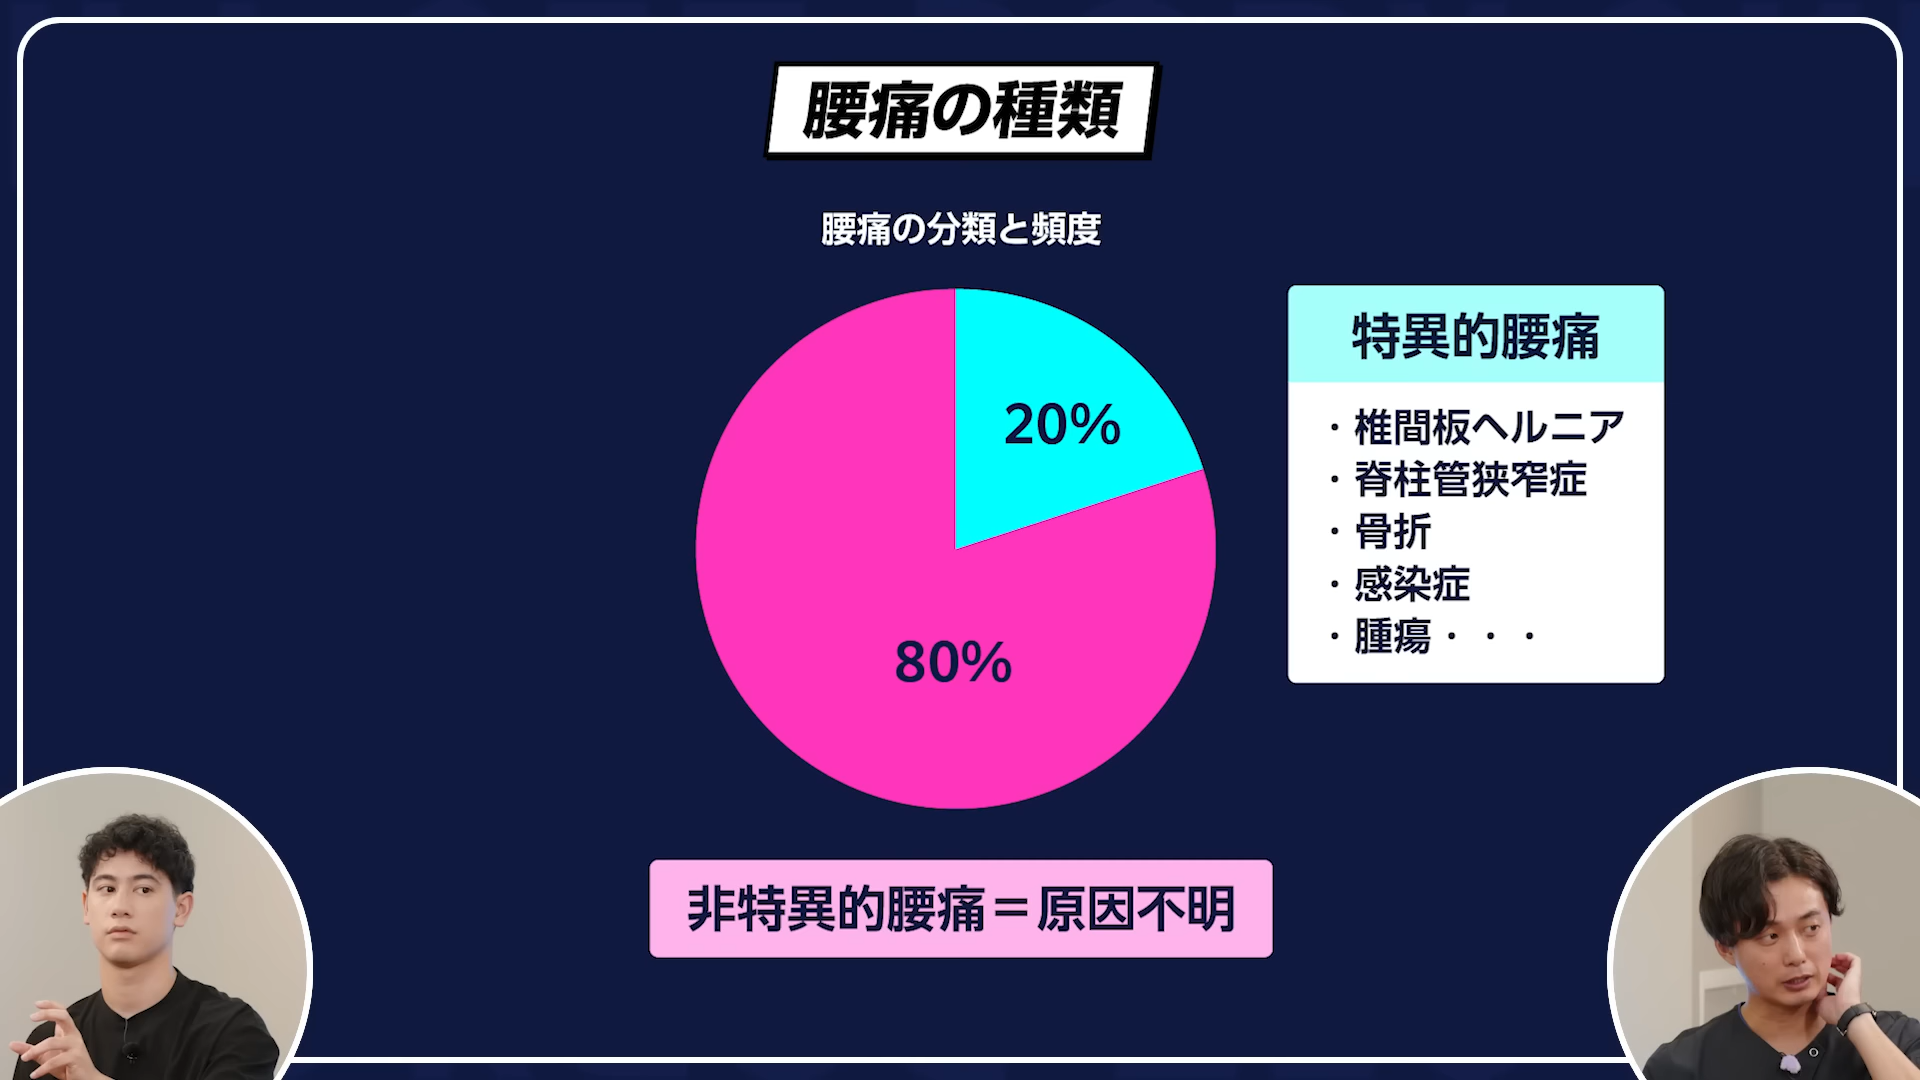 腰痛の種類
腰痛の分類と頻度
20%
80%
特異的腰痛
・椎間板ヘルニア
・脊柱管狭窄症
・骨折
・感染症
・腫瘍・・・
非特異的腰痛＝原因不明